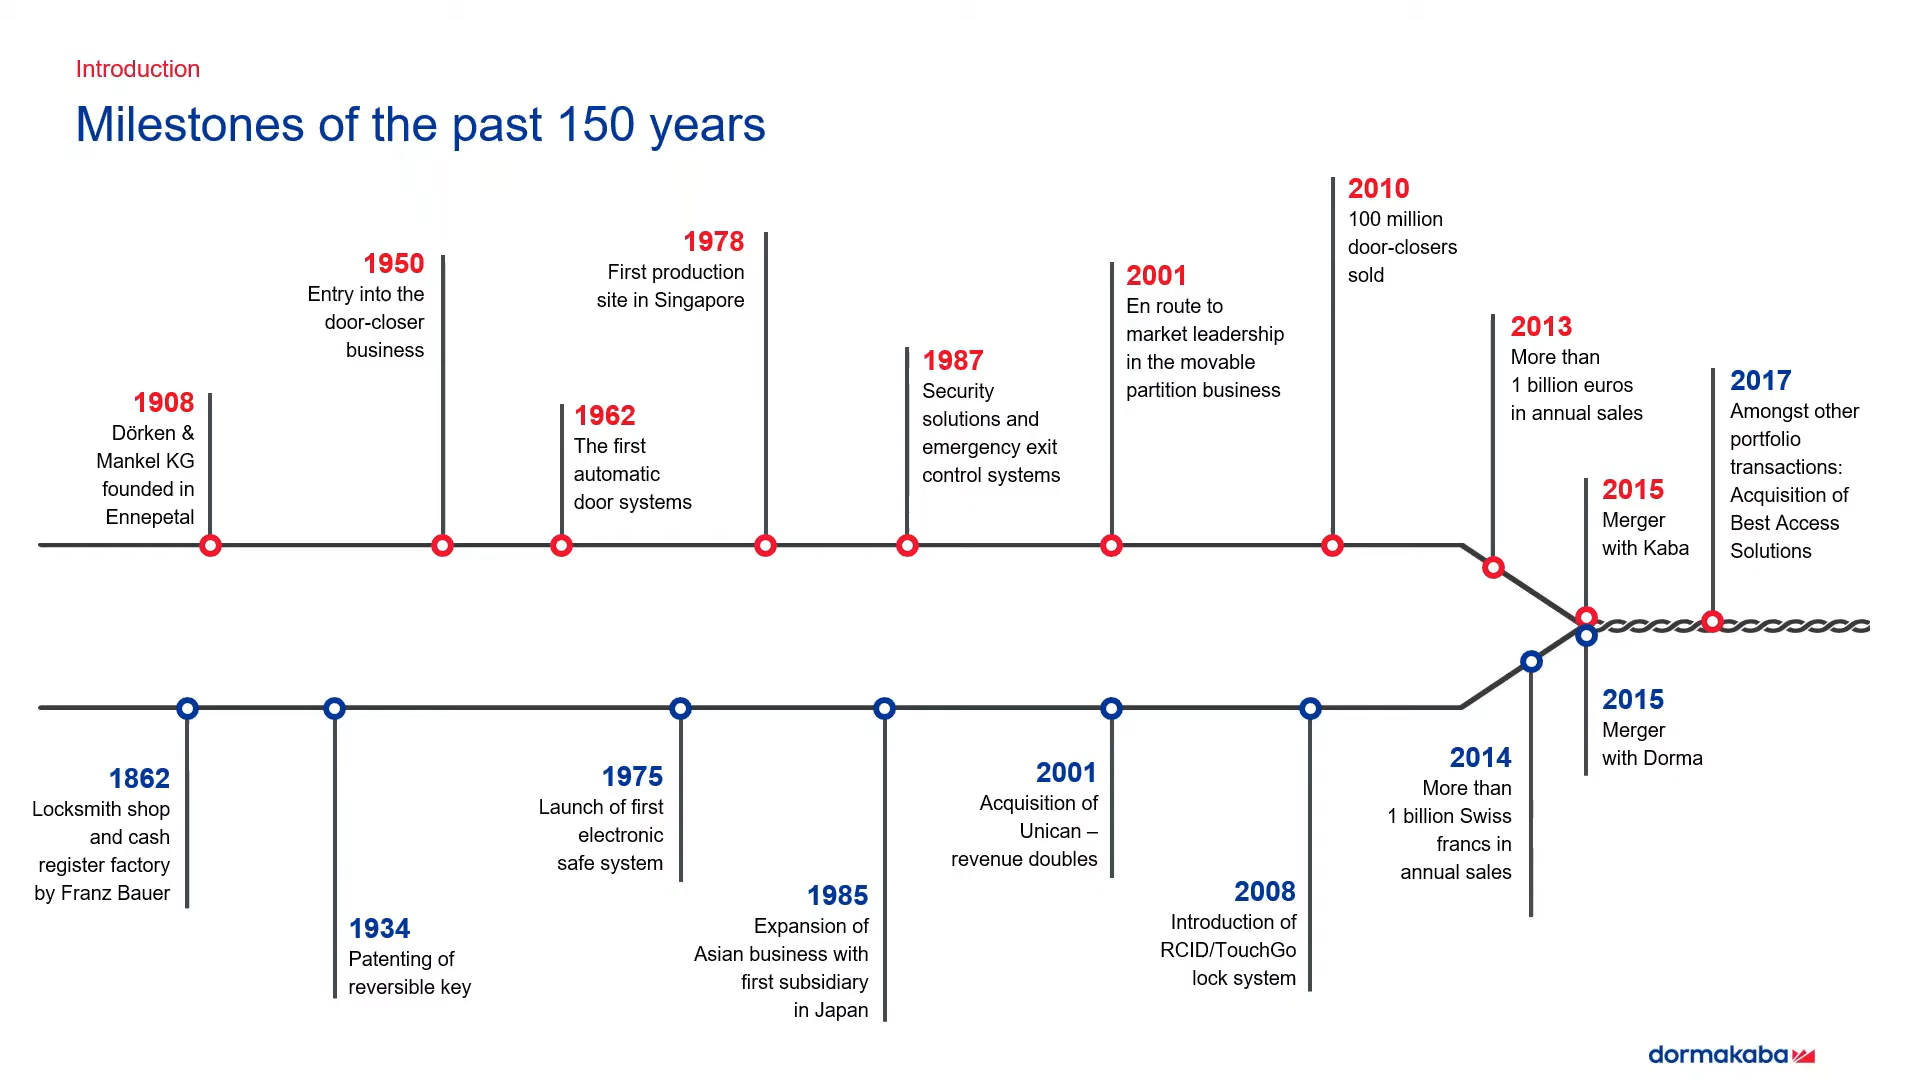 Introduction
Milestones of the past 150 years
1908
Dörken &
Mankel KG
founded in
Ennepetal
1950
Entry into the
door-closer
business
1962
The first
automatic
door systems
1978
First production
site in Singapore
1987
Security
solutions and
emergency exit
control systems
2001
En route to
market leadership
in the movable
partition business
2010
100 million
door-closers
sold
2013
More than
1 billion euros
in annual sales
2015
Merger
with Kaba
2017
Amongst other
portfolio
transactions:
Acquisition of
Best Access
Solutions
1862
Locksmith shop
and cash
register factory
by Franz Bauer
1934
Patenting of
reversible key
1975
Launch of first
electronic
safe system
1985
Expansion of
Asian business with
first subsidiary
in Japan
2001
Acquisition of
Unican –
revenue doubles
2008
Introduction of
RCID/TouchGo
lock system
2014
More than
1 billion Swiss
francs in
annual sales
2015
Merger
with Dorma
dormakaba